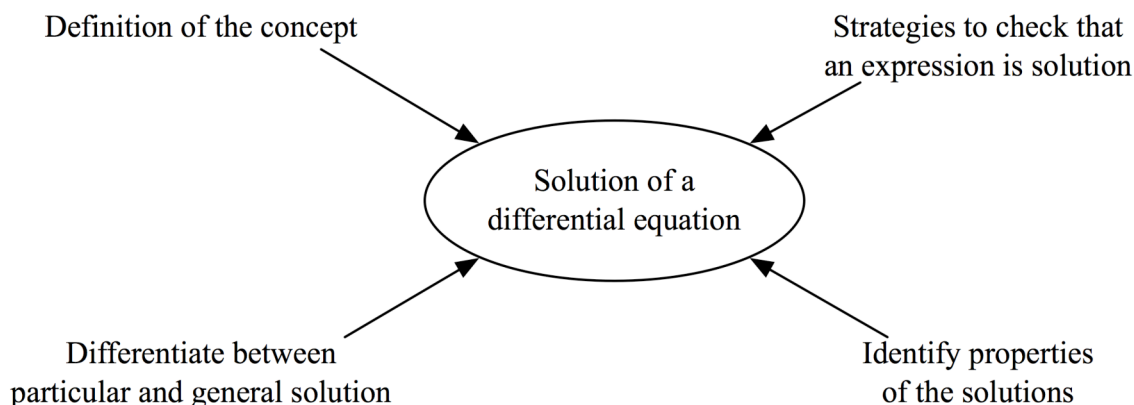 Definition of the concept
Strategies to check that
an expression is solution
Solution of a
differential equation
Differentiate between
particular and general solution
Identify properties
of the solutions